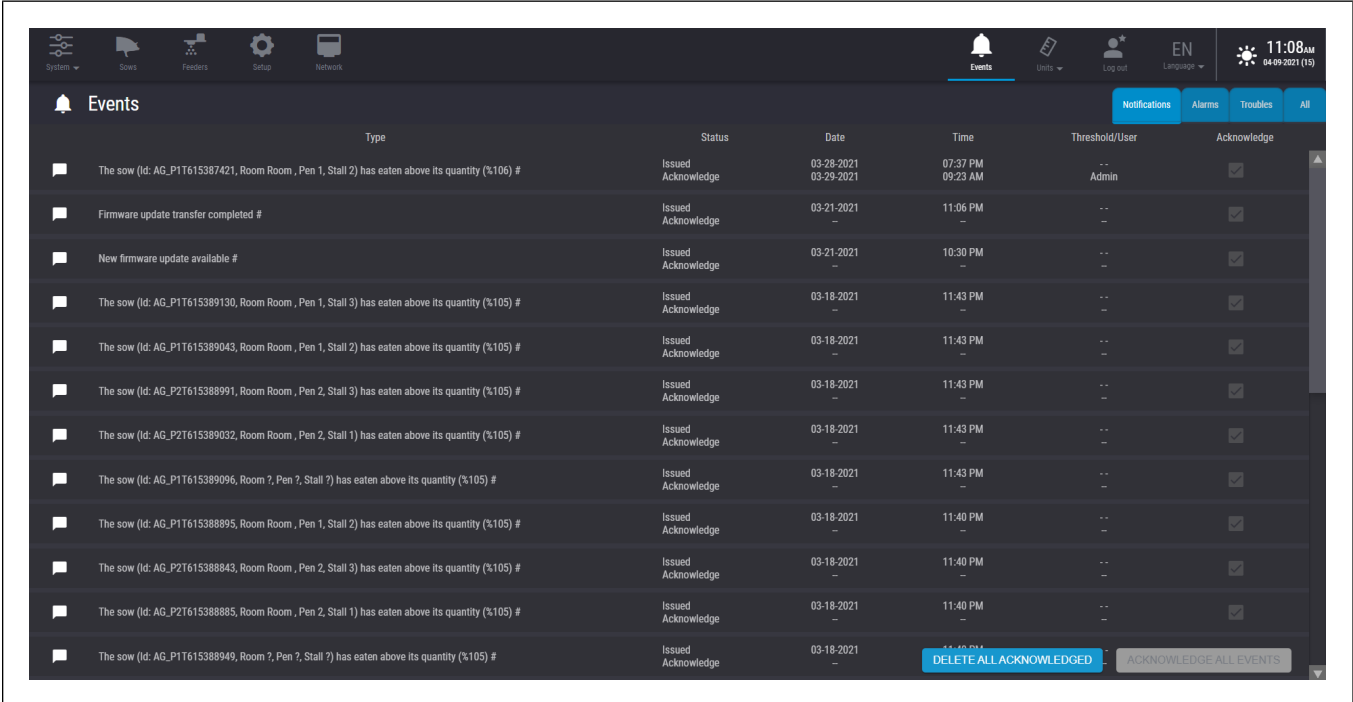 System Sows Feeders Setup Network Events Units Log out EN Language 11:08AM 04-09-2021 (15)
Events Notifications Alarms Troubles All
Type Status Date Time Threshold/User Acknowledge
The sow (Id: AG_P1T615387421, Room Room , Pen 1, Stall 2) has eaten above its quantity (%106) # Issued 03-28-2021 07:37 PM - -
Acknowledge 03-29-2021 09:23 AM Admin
Firmware update transfer completed # Issued 03-21-2021 11:06 PM - -
Acknowledge – – –
New firmware update available # Issued 03-21-2021 10:30 PM - -
Acknowledge – – –
The sow (Id: AG_P1T615389130, Room Room , Pen 1, Stall 3) has eaten above its quantity (%105) # Issued 03-18-2021 11:43 PM - -
Acknowledge – – –
The sow (Id: AG_P1T615389043, Room Room , Pen 1, Stall 2) has eaten above its quantity (%105) # Issued 03-18-2021 11:43 PM - -
Acknowledge – – –
The sow (Id: AG_P2T615388991, Room Room , Pen 2, Stall 3) has eaten above its quantity (%105) # Issued 03-18-2021 11:43 PM - -
Acknowledge – – –
The sow (Id: AG_P2T615389032, Room Room , Pen 2, Stall 1) has eaten above its quantity (%105) # Issued 03-18-2021 11:43 PM - -
Acknowledge – – –
The sow (Id: AG_P1T615389096, Room ?, Pen ?, Stall ?) has eaten above its quantity (%105) # Issued 03-18-2021 11:43 PM - -
Acknowledge – – –
The sow (Id: AG_P1T615388895, Room Room , Pen 1, Stall 2) has eaten above its quantity (%105) # Issued 03-18-2021 11:40 PM - -
Acknowledge – – –
The sow (Id: AG_P2T615388843, Room Room , Pen 2, Stall 3) has eaten above its quantity (%105) # Issued 03-18-2021 11:40 PM - -
Acknowledge – – –
The sow (Id: AG_P2T615388885, Room Room , Pen 2, Stall 1) has eaten above its quantity (%105) # Issued 03-18-2021 11:40 PM - -
Acknowledge – – –
The sow (Id: AG_P1T615388949, Room ?, Pen ?, Stall ?) has eaten above its quantity (%105) # Issued 03-18-2021
Acknowledge – –
DELETE ALL ACKNOWLEDGED ACKNOWLEDGE ALL EVENTS